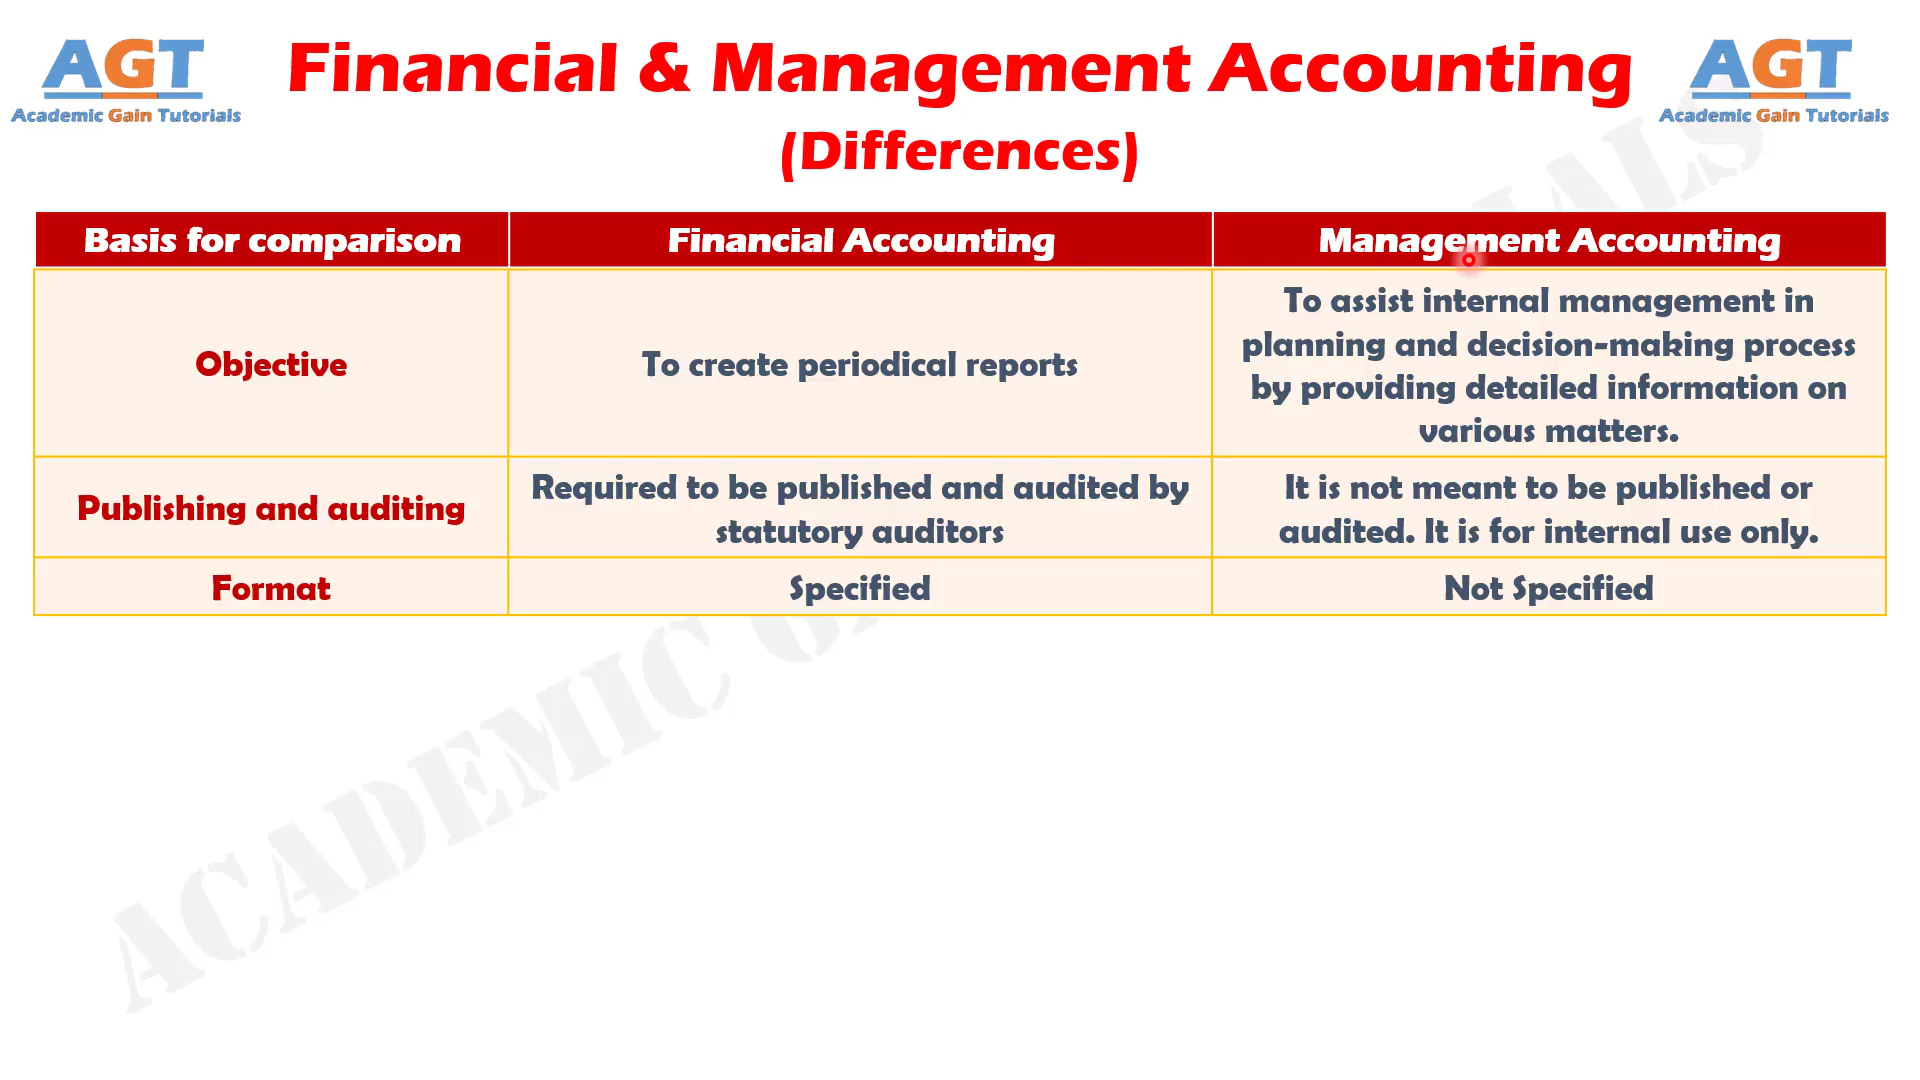 AGT
Academic Gain Tutorials
Financial & Management Accounting
(Differences)
AGT
Academic Gain Tutorials
Basis for comparison
Financial Accounting
Management Accounting
Objective
To create periodical reports
To assist internal management in
planning and decision-making process
by providing detailed information on
various matters.
Publishing and auditing
Required to be published and audited by
statutory auditors
It is not meant to be published or
audited. It is for internal use only.
Format
Specified
Not Specified
ACADEMIC